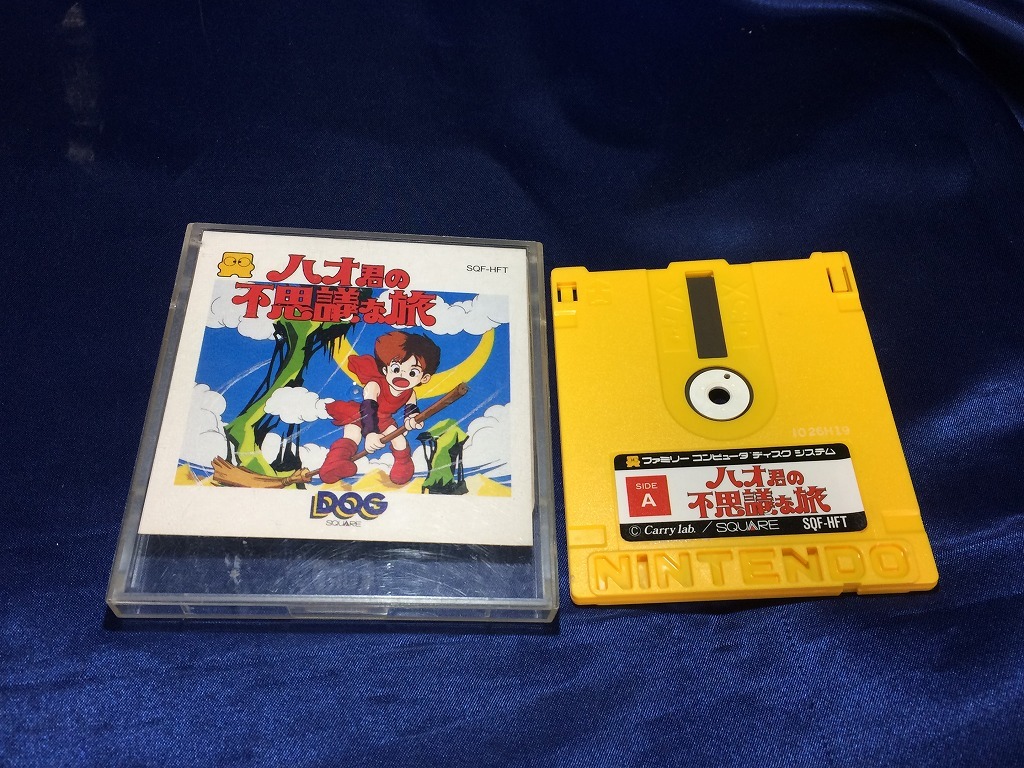 ハオ君の
不思議な旅
SQF-HFT
DOG
SQUARE
ファミリー コンピュータ ディスク システム
SIDE
A
ハオ君の
不思議な旅
© Carry lab. / SQUARE SQF-HFT
NINTENDO